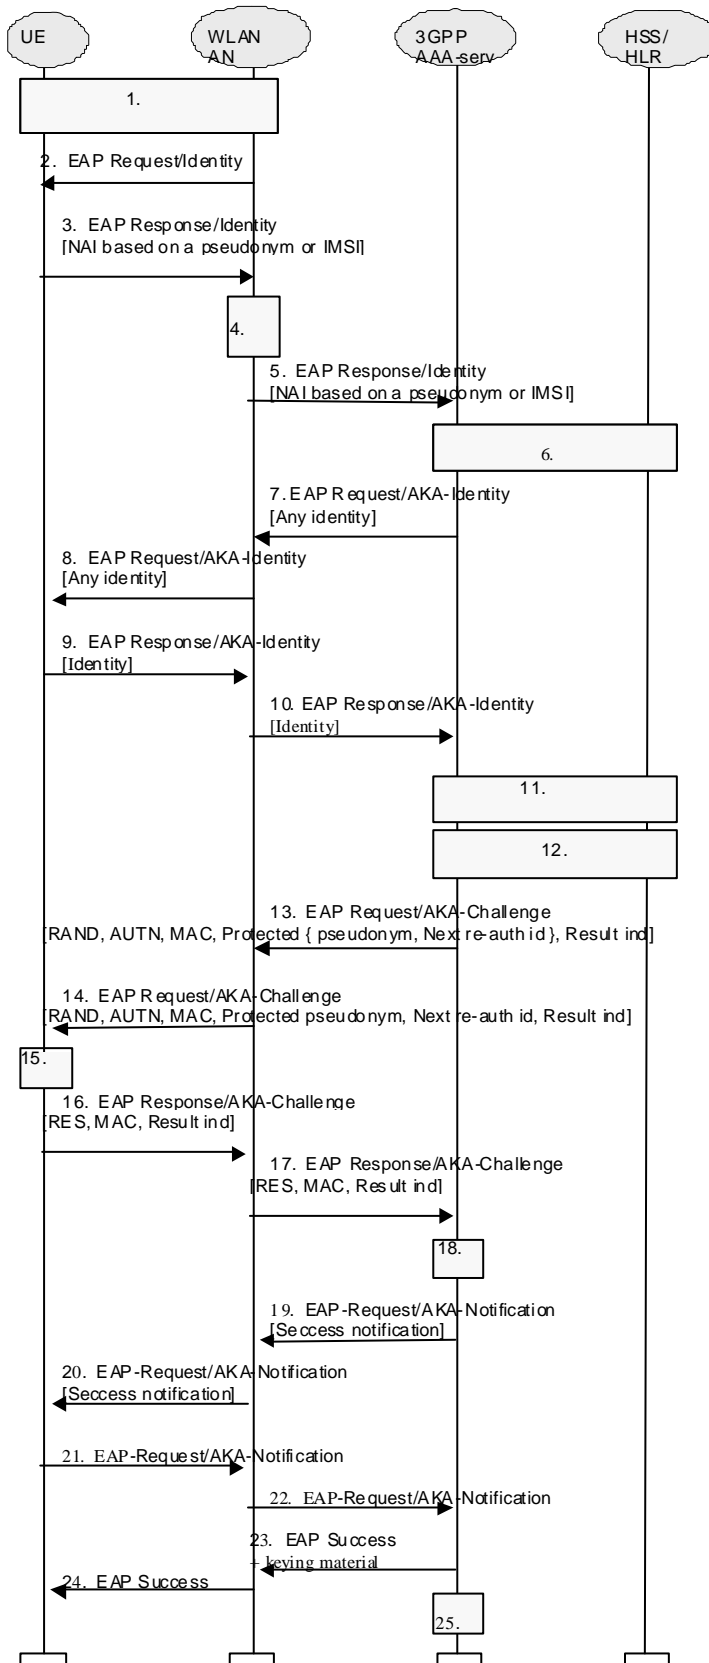 UE
WLAN
AN
3GPP
AAA-serv
HSS/
HLR
1.
2. EAP Request/Identity
3. EAP Response/Identity
[NAI based on a pseudonym or IMSI]
4.
5. EAP Response/Identity
[NAI based on a pseudonym or IMSI]
6.
7. EAP Request/AKA-Identity
[Any identity]
8. EAP Request/AKA-Identity
[Any identity]
9. EAP Response/AKA-Identity
[Identity]
10. EAP Response/AKA-Identity
[Identity]
11.
12.
13. EAP Request/AKA-Challenge
[RAND, AUTN, MAC, Protected { pseudonym, Next re-auth id }, Result ind]
14. EAP Request/AKA-Challenge
[RAND, AUTN, MAC, Protected pseudonym, Next re-auth id, Result ind]
15.
16. EAP Response/AKA-Challenge
[RES, MAC, Result ind]
17. EAP Response/AKA-Challenge
[RES, MAC, Result ind]
18.
19. EAP-Request/AKA-Notification
[Seccess notification]
20. EAP-Request/AKA-Notification
[Seccess notification]
21. EAP-Request/AKA-Notification
22. EAP-Request/AKA-Notification
23. EAP Success
+ keying material
24. EAP Success
25.